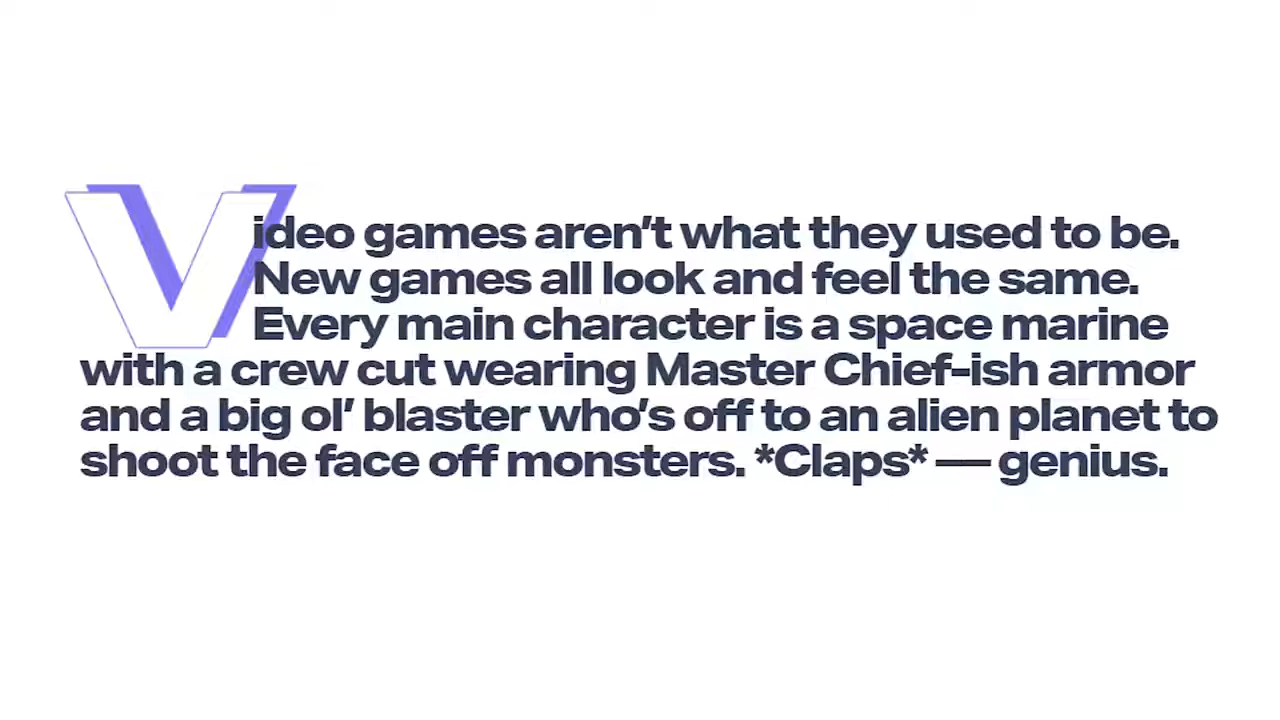 Video games aren't what they used to be.
New games all look and feel the same.
Every main character is a space marine
with a crew cut wearing Master Chief-ish armor
and a big ol' blaster who's off to an alien planet to
shoot the face off monsters. *Claps* — genius.